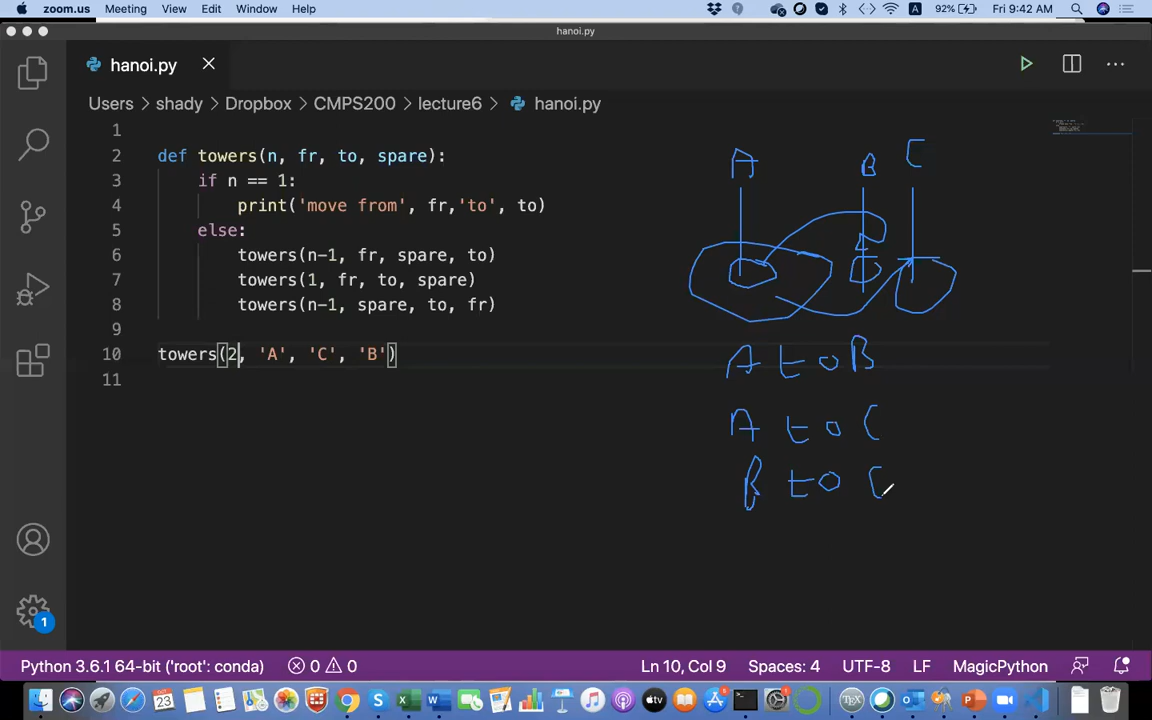 zoom.us Meeting View Edit Window Help 92% Fri 9:42 AM
hanoi.py
hanoi.py
Users > shady > Dropbox > CMPS200 > lecture6 > hanoi.py
1
2 def towers(n, fr, to, spare):
3 if n == 1:
4 print('move from', fr,'to', to)
5 else:
6 towers(n-1, fr, spare, to)
7 towers(1, fr, to, spare)
8 towers(n-1, spare, to, fr)
9
10 towers(2, 'A', 'C', 'B')
11
A B C
A to B
A to C
B to C
1
Python 3.6.1 64-bit ('root': conda) 0 0 Ln 10, Col 9 Spaces: 4 UTF-8 LF MagicPython